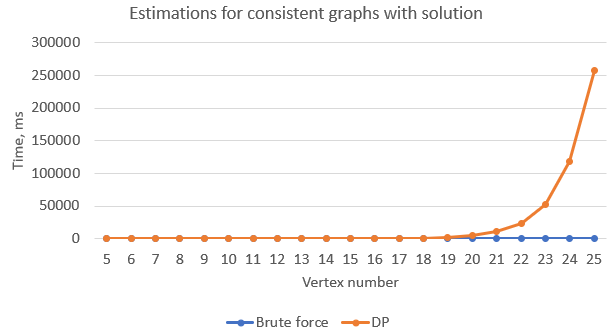 Estimations for consistent graphs with solution
300000
250000
200000
150000
100000
50000
0
Time, ms
5 6 7 8 9 10 11 12 13 14 15 16 17 18 19 20 21 22 23 24 25
Vertex number
Brute force DP